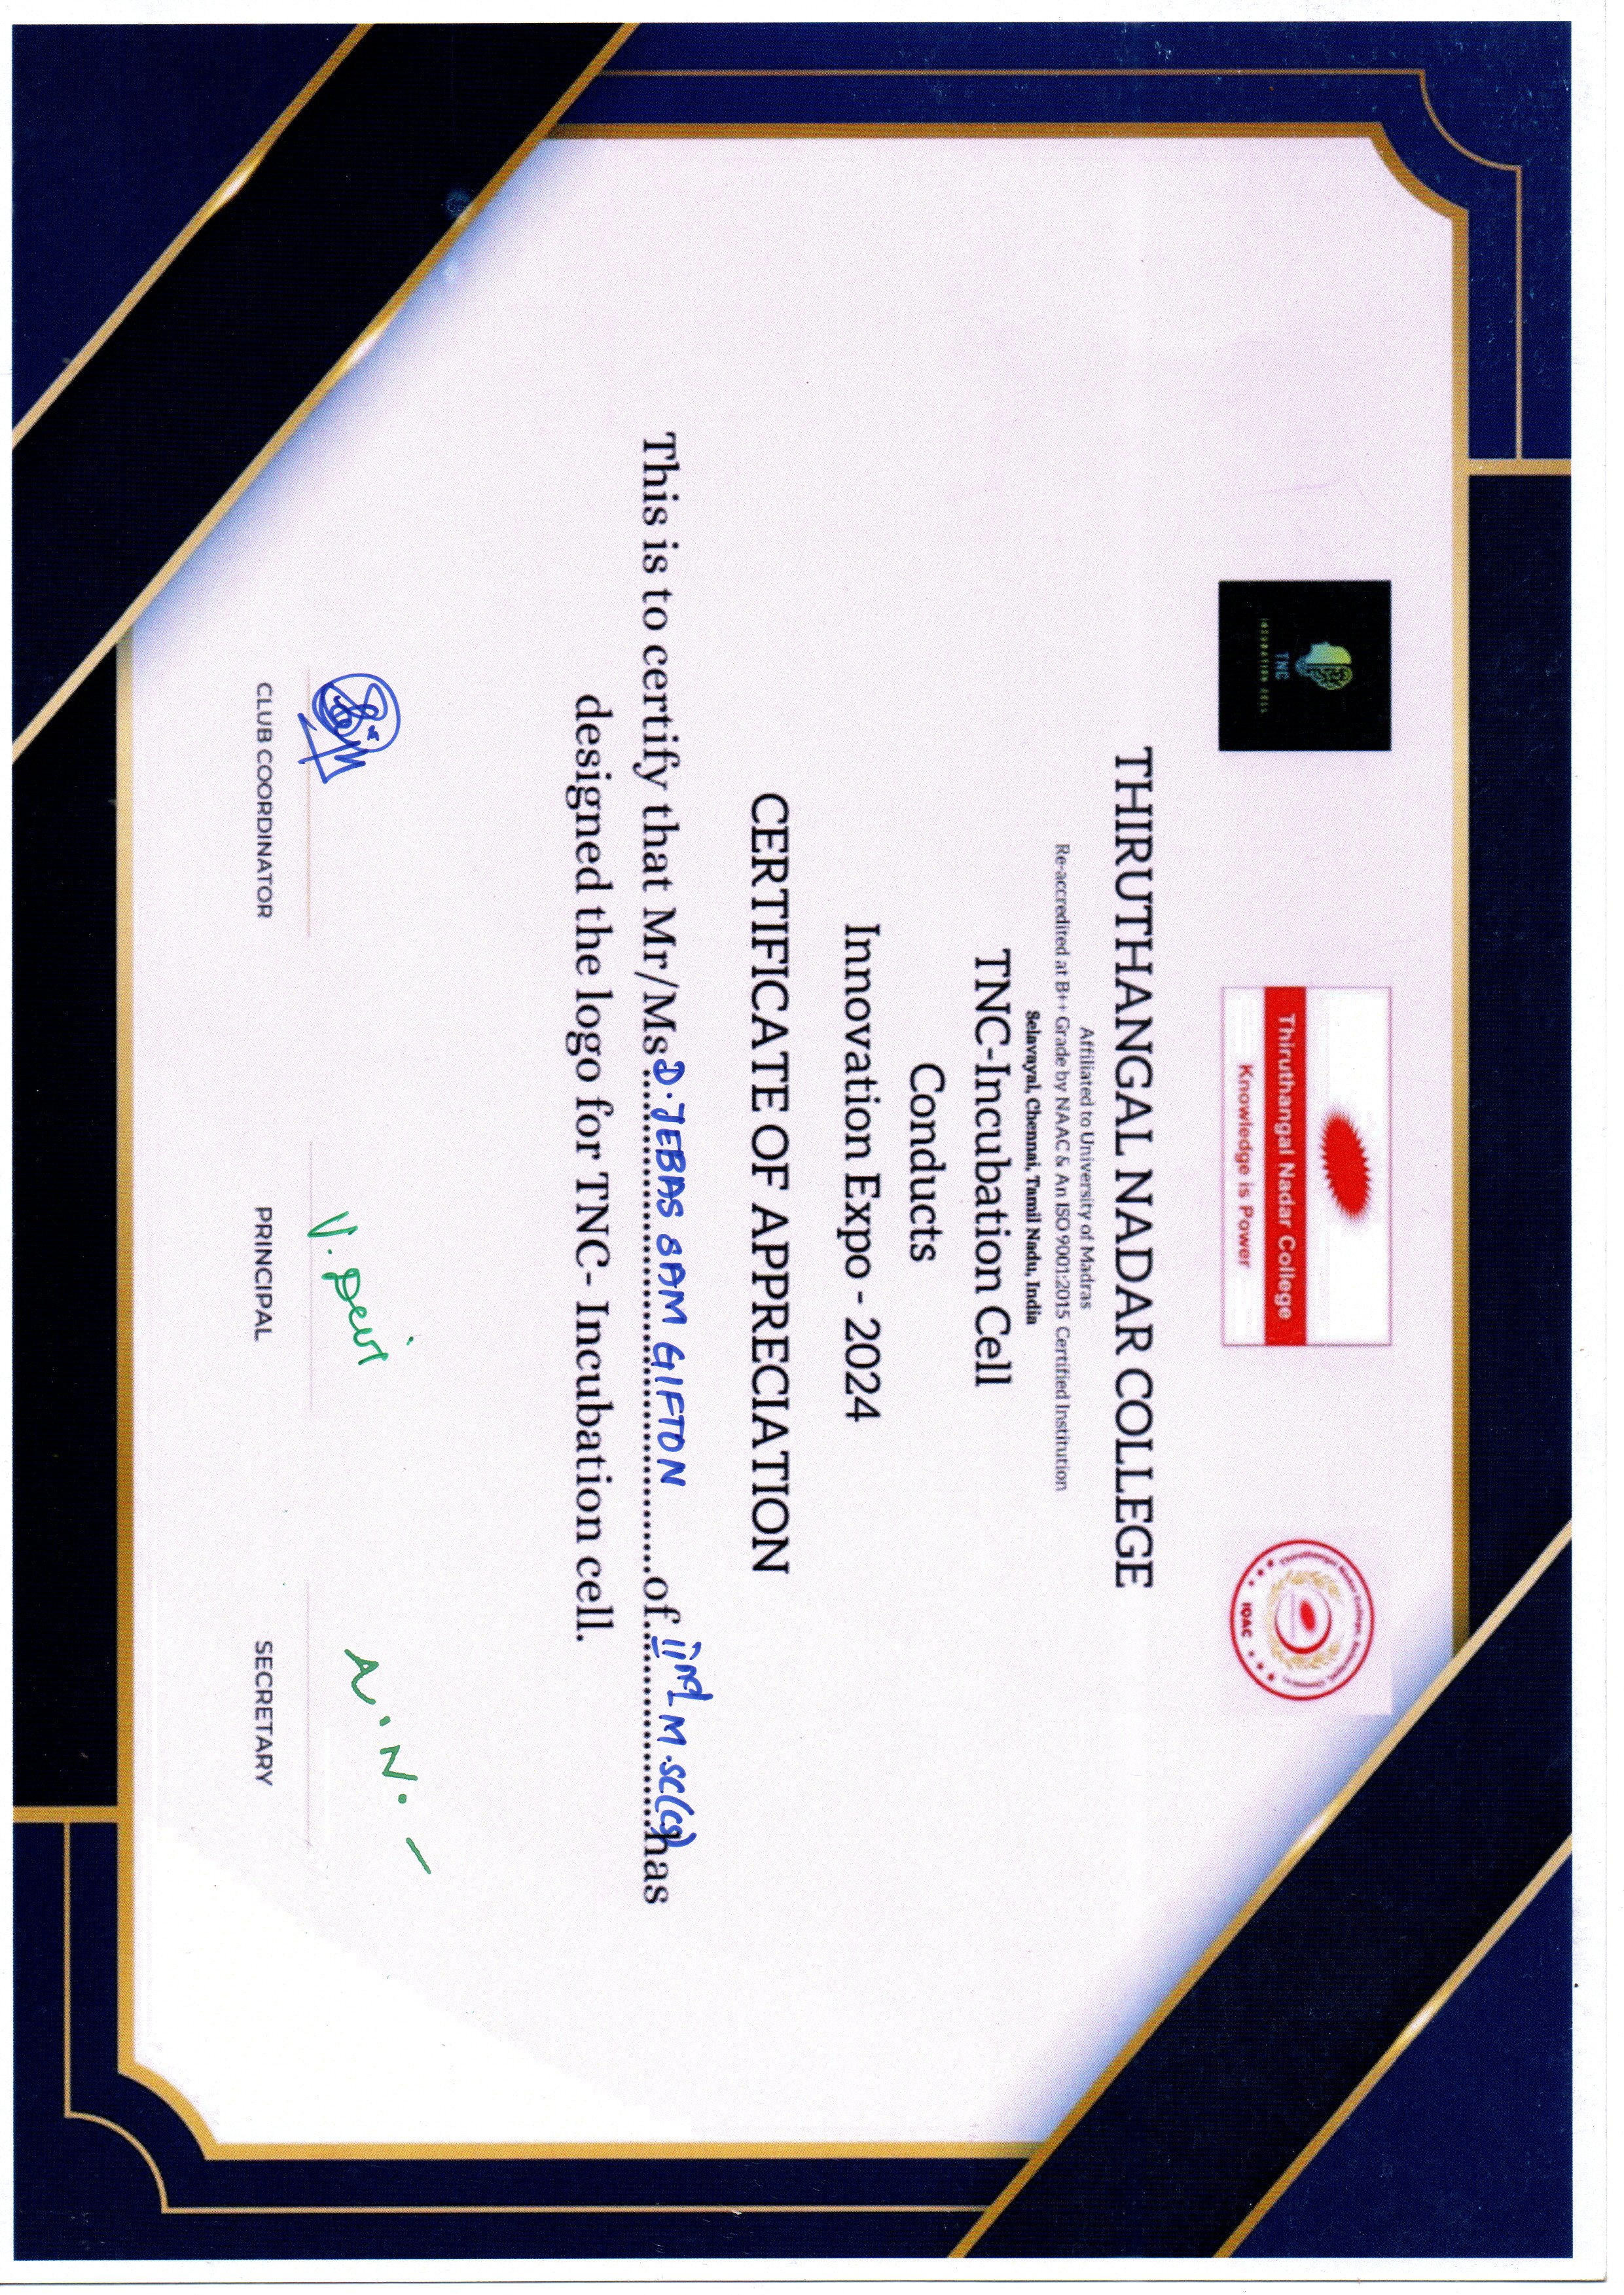 TNC
INCUBATION CELL
Thiruthangal Nadar College
Knowledge is Power
Thiruthangal Nadar College, Selavayal, Chennai
IQAC
THIRUTHANGAL NADAR COLLEGE
Affiliated to University of Madras
Re-accredited at B++ Grade by NAAC & An ISO 9001:2015 Certified Institution
Selavayal, Chennai, Tamil Nadu, India
TNC-Incubation Cell
Conducts
Innovation Expo - 2024
CERTIFICATE OF APPRECIATION
This is to certify that Mr/Ms D. JEBAS SAM GIFTON of IInd M.SC(CS) has
designed the logo for TNC- Incubation cell.
V. Devi
A. N.
CLUB COORDINATOR PRINCIPAL SECRETARY